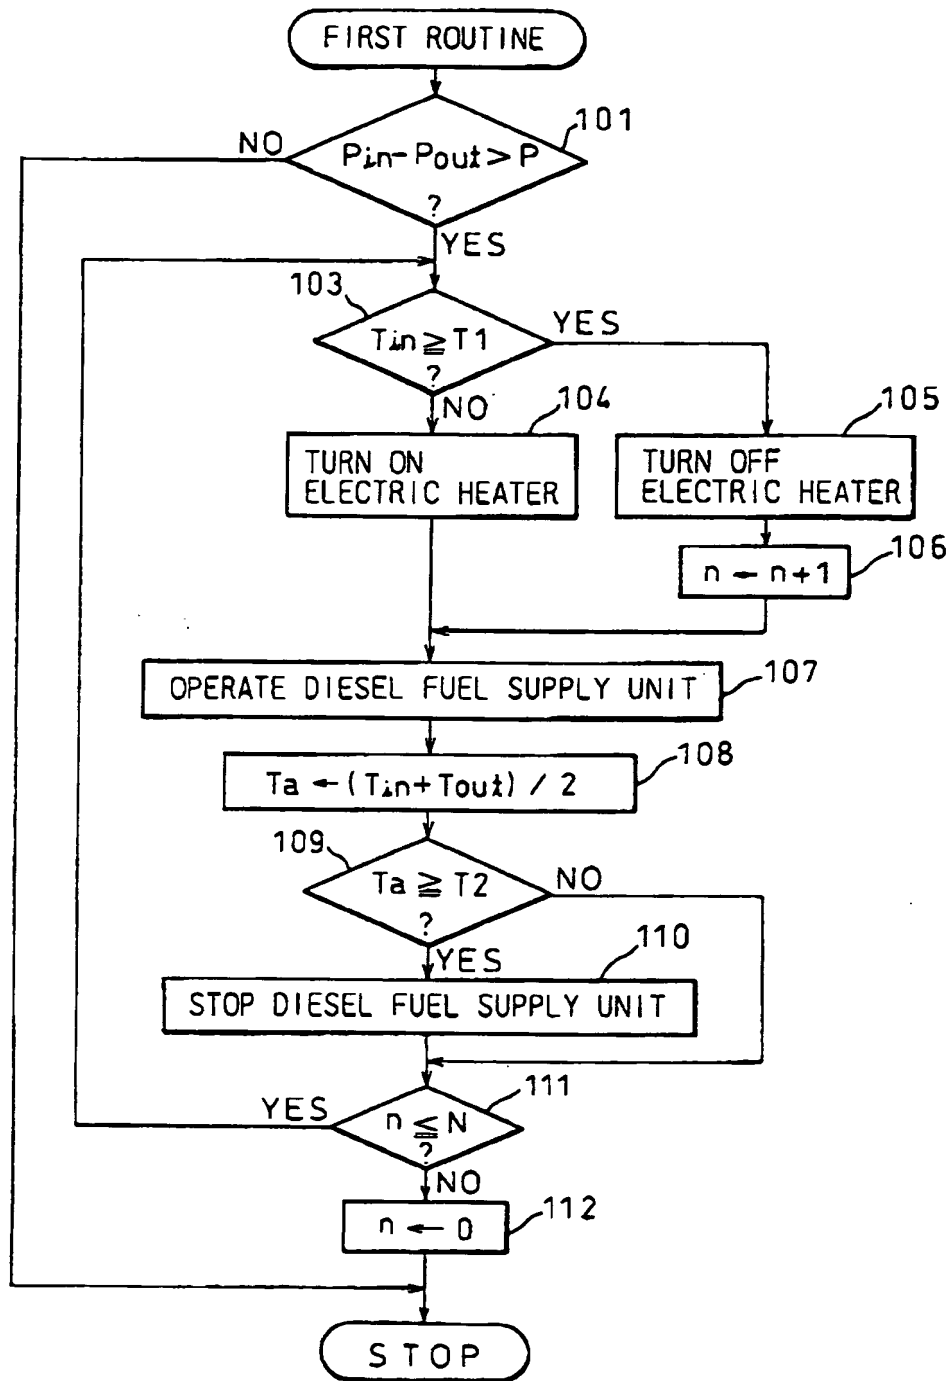 FIRST ROUTINE
101
NO
Pin-Pout>P
?
YES
103
Tin≧T1
?
YES
NO
104
105
TURN ON
ELECTRIC HEATER
TURN OFF
ELECTRIC HEATER
106
n←n+1
OPERATE DIESEL FUEL SUPPLY UNIT
107
108
Ta←(Tin+Tout)/2
109
Ta≧T2
?
NO
YES
110
STOP DIESEL FUEL SUPPLY UNIT
111
YES
n≦N
?
NO
112
n←0
STOP